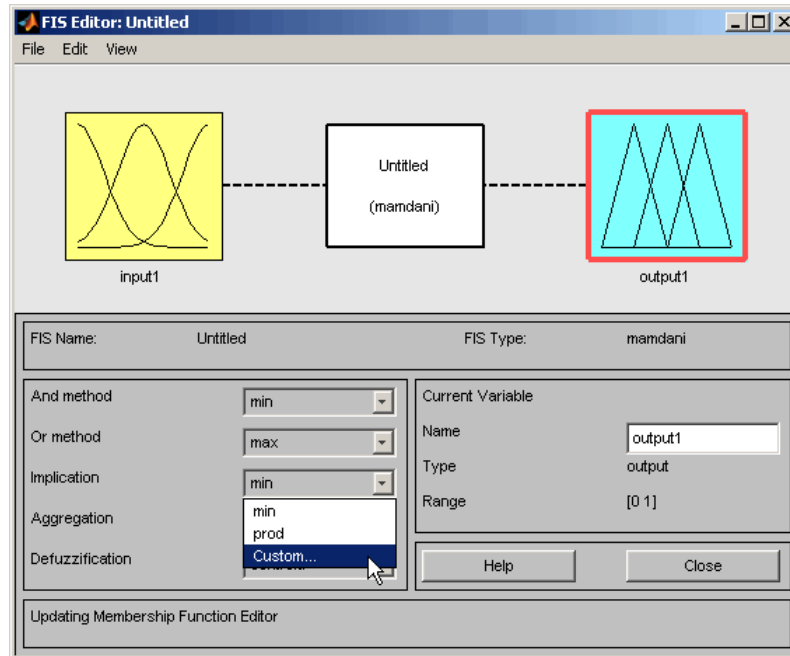 FIS Editor: Untitled
File Edit View
Untitled
(mamdani)
input1
output1
FIS Name: Untitled FIS Type: mamdani
And method min
Or method max
Implication min
min
prod
Custom...
Aggregation
Defuzzification
Current Variable
Name output1
Type output
Range [0 1]
Help Close
Updating Membership Function Editor